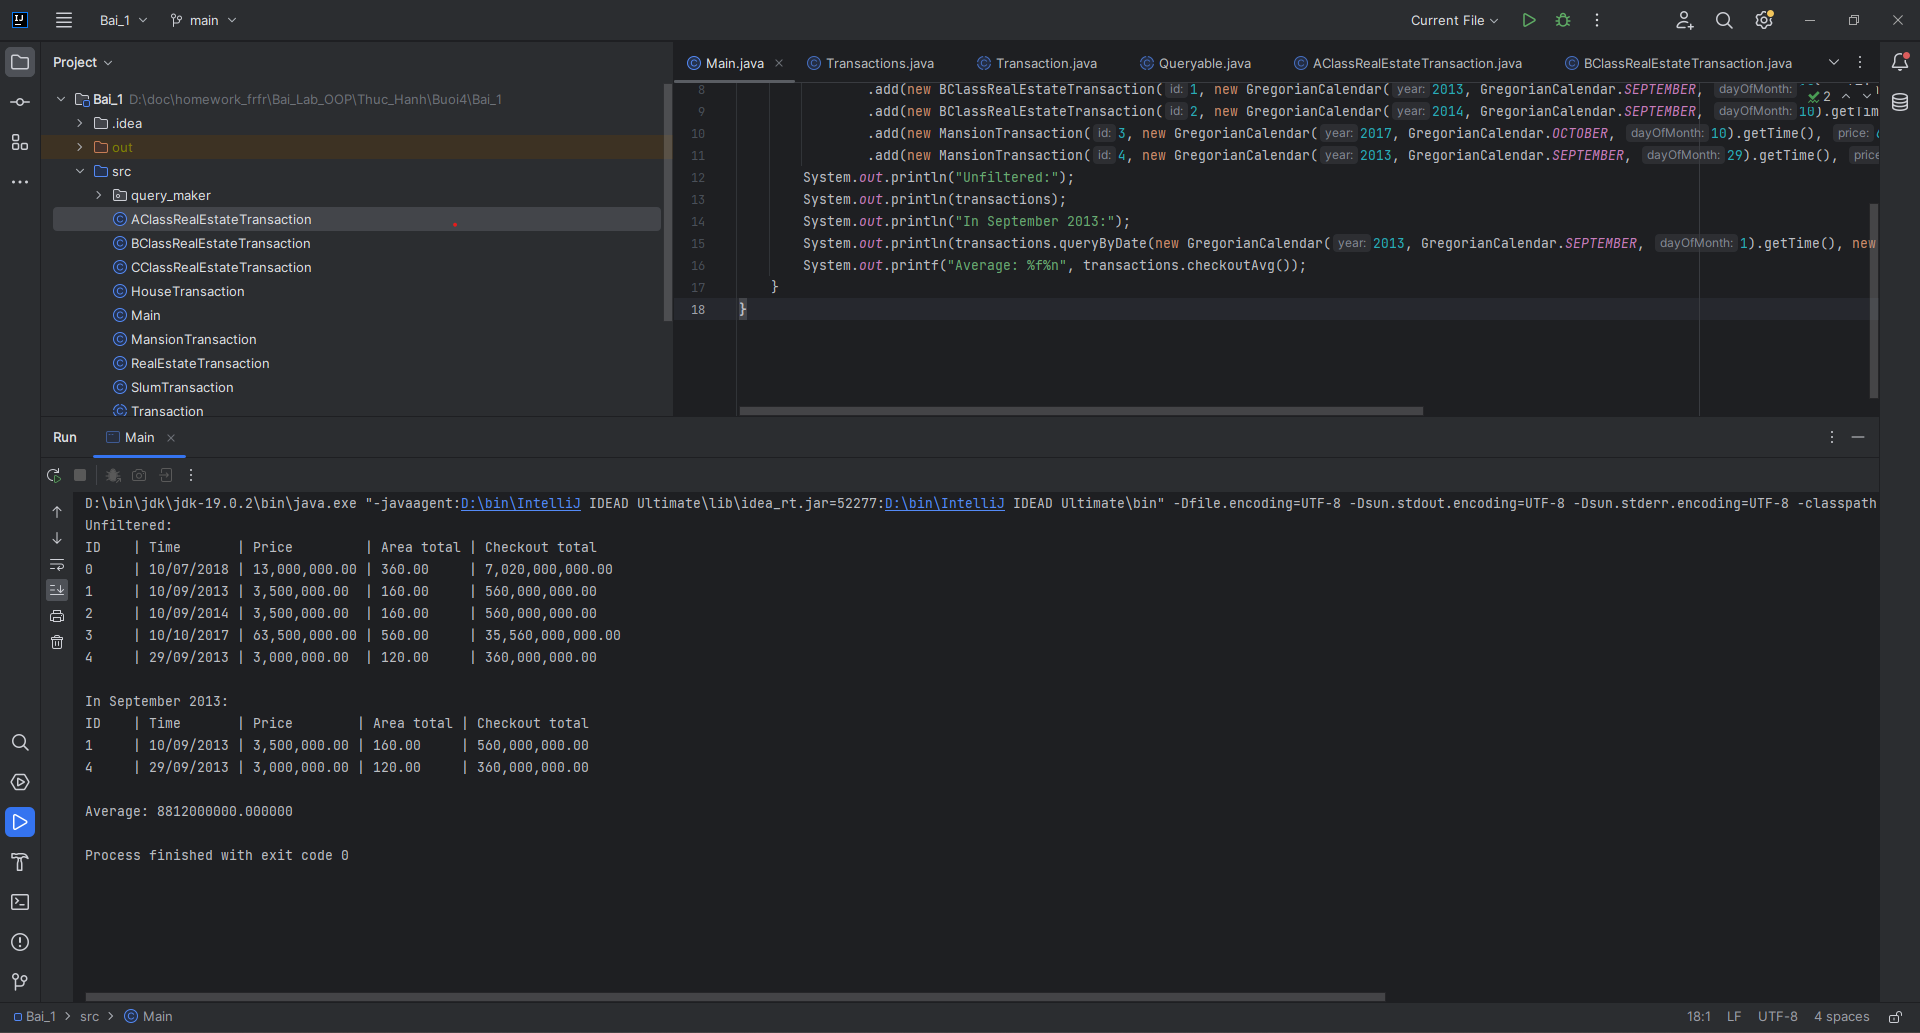 Bai_1
main
Current File
Project
Main.java
Transactions.java
Transaction.java
Queryable.java
AClassRealEstateTransaction.java
BClassRealEstateTransaction.java
Bai_1 D:\doc\homework_frfr\Bai_Lab_OOP\Thuc_Hanh\Buoi4\Bai_1
.idea
out
src
query_maker
AClassRealEstateTransaction
BClassRealEstateTransaction
CClassRealEstateTransaction
HouseTransaction
Main
MansionTransaction
RealEstateTransaction
SlumTransaction
Transaction
2
8 .add(new BClassRealEstateTransaction( id: 1, new GregorianCalendar( year: 2013, GregorianCalendar.SEPTEMBER, dayOfMonth:
9 .add(new BClassRealEstateTransaction( id: 2, new GregorianCalendar( year: 2014, GregorianCalendar.SEPTEMBER, dayOfMonth: 10).getTime
10 .add(new MansionTransaction( id: 3, new GregorianCalendar( year: 2017, GregorianCalendar.OCTOBER, dayOfMonth: 10).getTime(), price:
11 .add(new MansionTransaction( id: 4, new GregorianCalendar( year: 2013, GregorianCalendar.SEPTEMBER, dayOfMonth: 29).getTime(), price
12 System.out.println("Unfiltered:");
13 System.out.println(transactions);
14 System.out.println("In September 2013:");
15 System.out.println(transactions.queryByDate(new GregorianCalendar( year: 2013, GregorianCalendar.SEPTEMBER, dayOfMonth: 1).getTime(), new
16 System.out.printf("Average: %f%n", transactions.checkoutAvg());
17 }
18 }
Run
Main
D:\bin\jdk\jdk-19.0.2\bin\java.exe "-javaagent:D:\bin\IntelliJ IDEAD Ultimate\lib\idea_rt.jar=52277:D:\bin\IntelliJ IDEAD Ultimate\bin" -Dfile.encoding=UTF-8 -Dsun.stdout.encoding=UTF-8 -Dsun.stderr.encoding=UTF-8 -classpath
Unfiltered:
ID | Time | Price | Area total | Checkout total
0 | 10/07/2018 | 13,000,000.00 | 360.00 | 7,020,000,000.00
1 | 10/09/2013 | 3,500,000.00 | 160.00 | 560,000,000.00
2 | 10/09/2014 | 3,500,000.00 | 160.00 | 560,000,000.00
3 | 10/10/2017 | 63,500,000.00 | 560.00 | 35,560,000,000.00
4 | 29/09/2013 | 3,000,000.00 | 120.00 | 360,000,000.00
In September 2013:
ID | Time | Price | Area total | Checkout total
1 | 10/09/2013 | 3,500,000.00 | 160.00 | 560,000,000.00
4 | 29/09/2013 | 3,000,000.00 | 120.00 | 360,000,000.00
Average: 8812000000.000000
Process finished with exit code 0
Bai_1 > src > Main
18:1 LF UTF-8 4 spaces